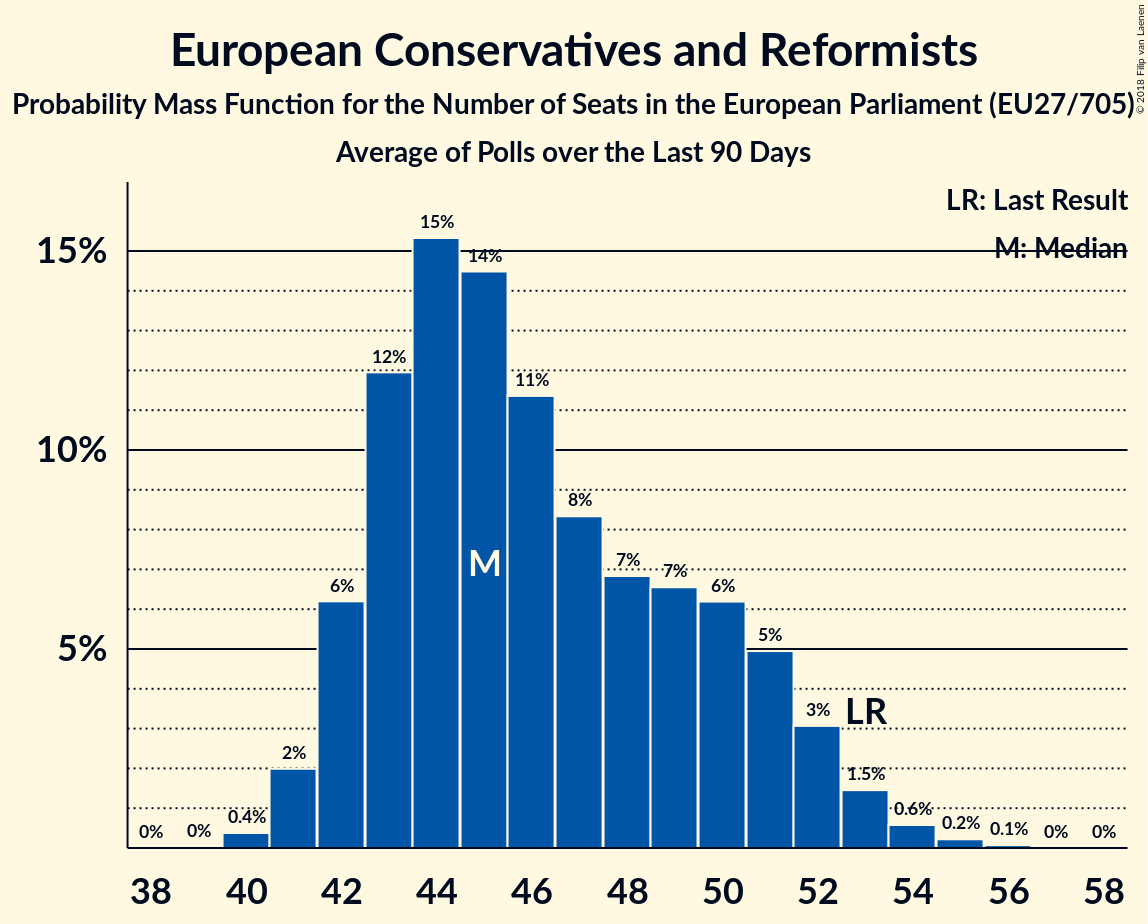 European Conservatives and Reformists
Probability Mass Function for the Number of Seats in the European Parliament (EU27/705)
Average of Polls over the Last 90 Days
© 2018 Filip van Laenen
LR: Last Result
M: Median
15%
10%
5%
0%
0%
0.4%
2%
6%
12%
15%
14%
11%
8%
7%
7%
6%
5%
3%
1.5%
0.6%
0.2%
0.1%
0%
0%
M
LR
38 40 42 44 46 48 50 52 54 56 58